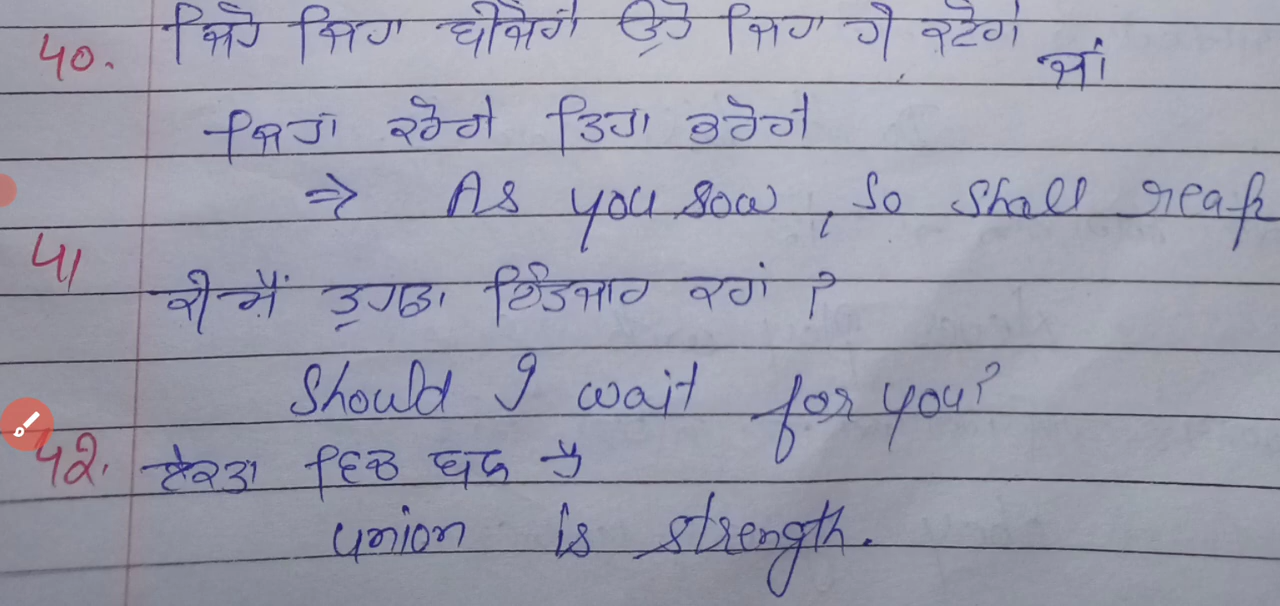 40. ਜਿਹੋ ਜਿਹਾ ਬੀਜੋਗੇ ਉਹੋ ਜਿਹਾ ਹੀ ਵਢੋਗੇ ਜਾਂ
ਜਿਹਾ ਕਰੋਗੇ ਤਿਹਾ ਭਰੋਗੇ
⇒ As you sow, so shall reap
41 ਕੀ ਮੈਂ ਤੁਹਾਡਾ ਇੰਤਜਾਰ ਕਰਾਂ ?
Should I wait for you?
42. ਏਕਤਾ ਵਿਚ ਬਲ ਹੈ
union is strength.